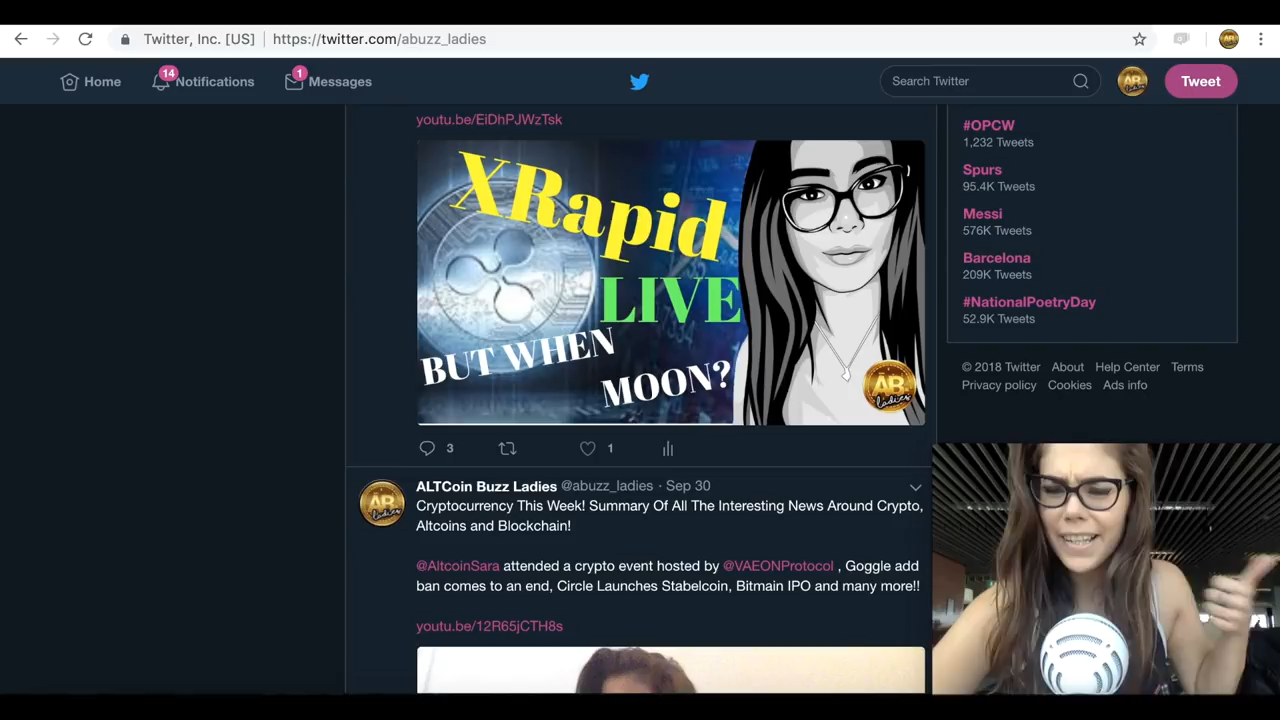 Twitter, Inc. [US]
https://twitter.com/abuzz_ladies
Home
14
Notifications
1
Messages
Search Twitter
Tweet
youtu.be/EiDhPJWzTsk
XRapid
LIVE
BUT WHEN
MOON?
AB
ladies
3
1
ALTCoin Buzz Ladies @abuzz_ladies · Sep 30
Cryptocurrency This Week! Summary Of All The Interesting News Around Crypto,
Altcoins and Blockchain!
@AltcoinSara attended a crypto event hosted by @VAEONProtocol , Goggle add
ban comes to an end, Circle Launches Stabelcoin, Bitmain IPO and many more!!
youtu.be/12R65jCTH8s
AB
ladies
#OPCW
1,232 Tweets
Spurs
95.4K Tweets
Messi
576K Tweets
Barcelona
209K Tweets
#NationalPoetryDay
52.9K Tweets
© 2018 Twitter About Help Center Terms
Privacy policy Cookies Ads info